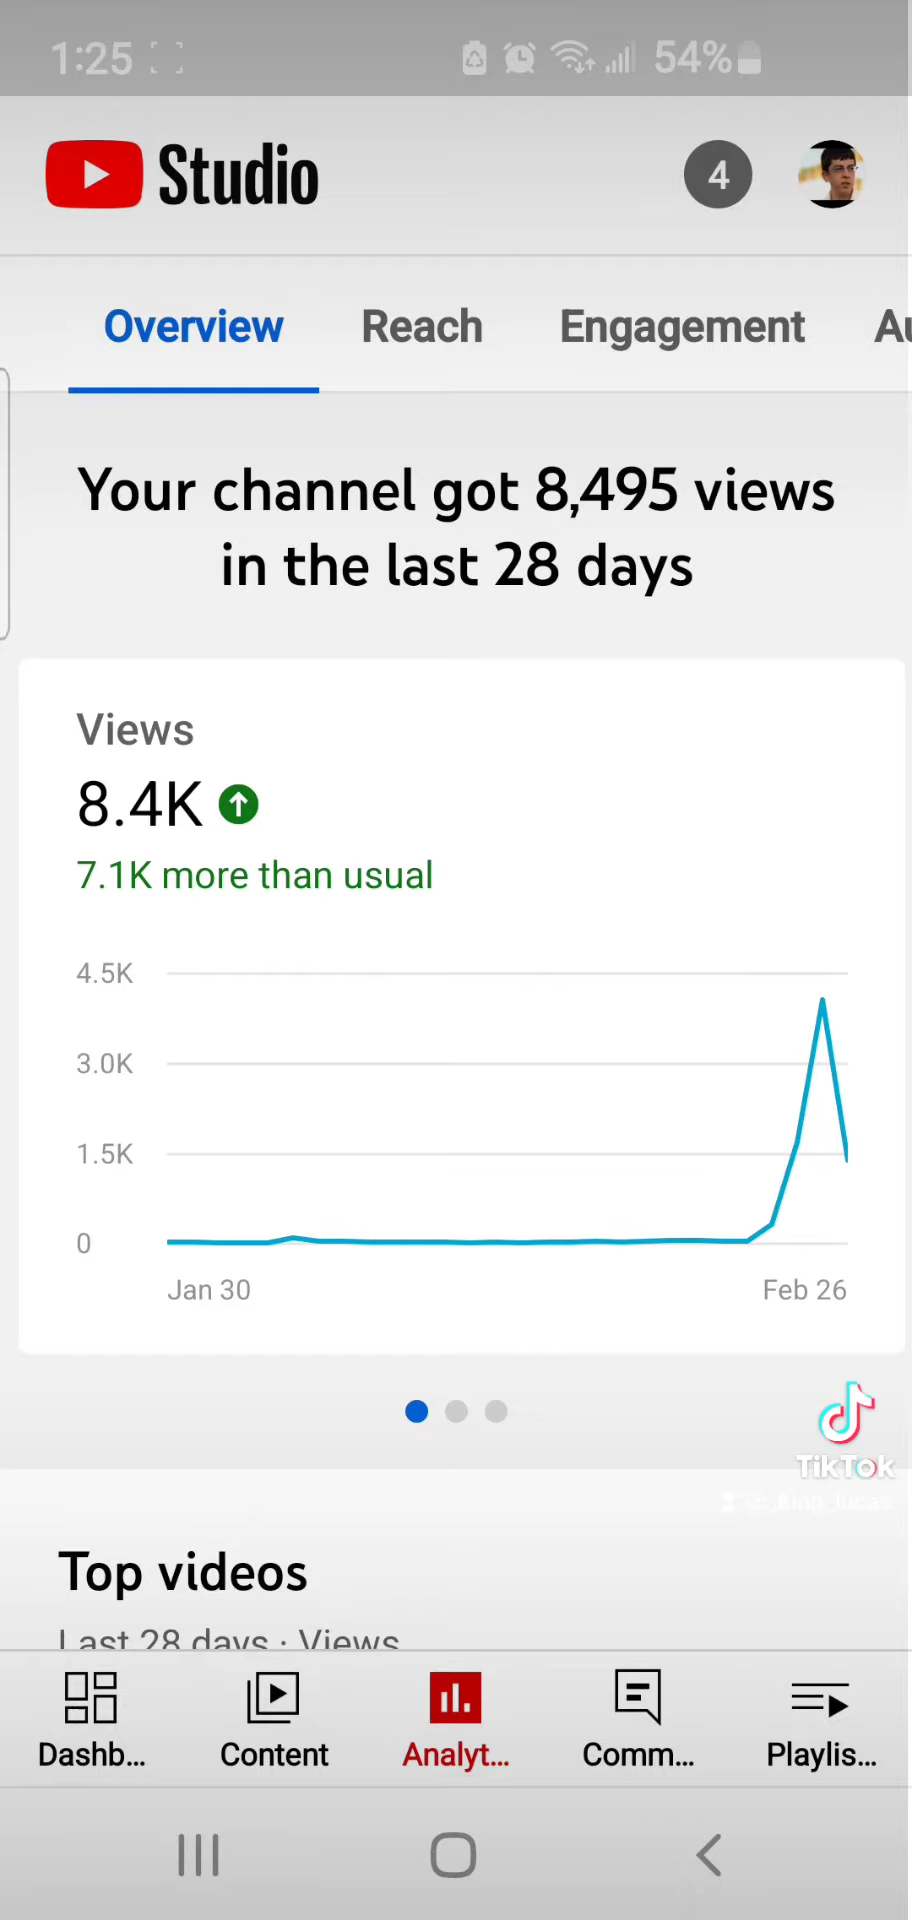 1:25 54%
Studio 4
Overview Reach Engagement Au
Your channel got 8,495 views
in the last 28 days
Views
8.4K
7.1K more than usual
4.5K
3.0K
1.5K
0
Jan 30 Feb 26
TikTok
Top videos
Last 28 days · Views
Dashb... Content Analyt... Comm... Playlis...